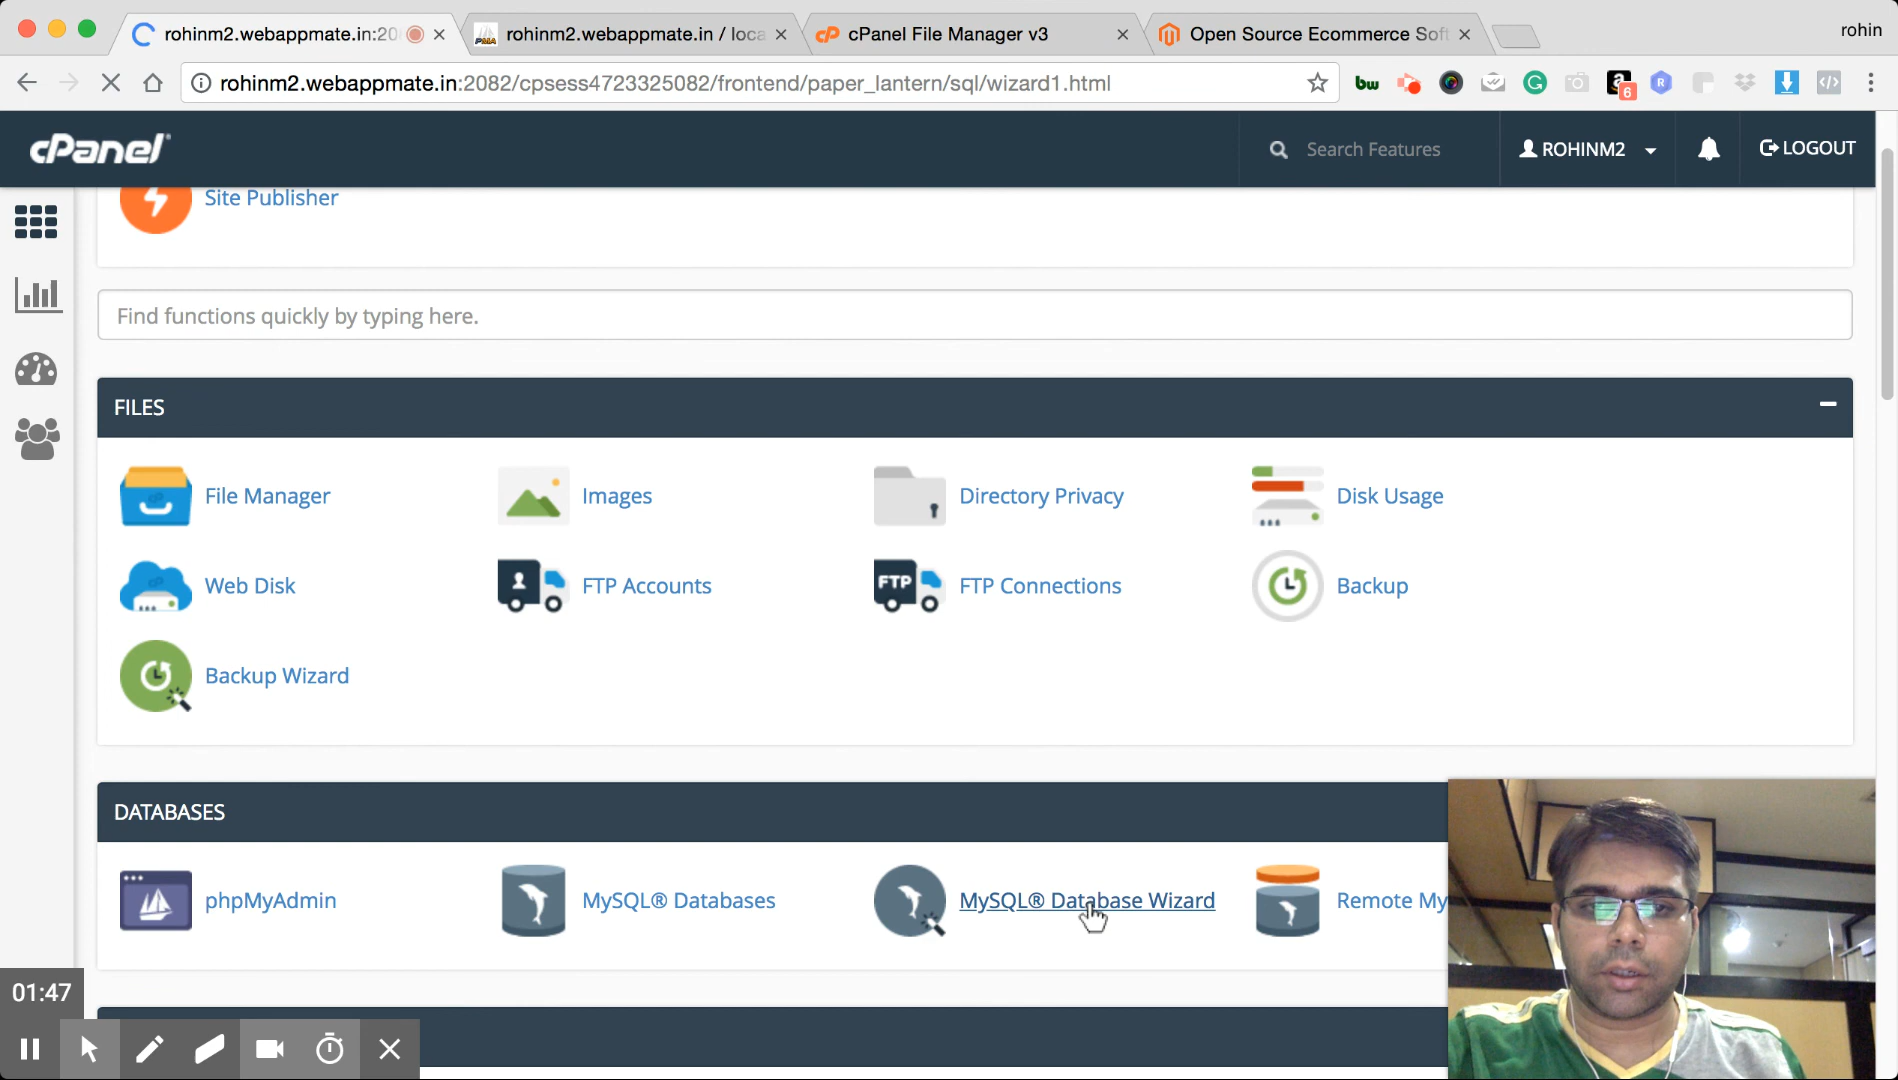 rohinm2.webappmate.in:20
rohinm2.webappmate.in / loca
cPanel File Manager v3
Open Source Ecommerce Soft
rohin
rohinm2.webappmate.in:2082/cpsess4723325082/frontend/paper_lantern/sql/wizard1.html
bw
a
6
R
cPanel
Search Features
ROHINM2
LOGOUT
Site Publisher
Find functions quickly by typing here.
FILES
File Manager
Images
Directory Privacy
Disk Usage
Web Disk
FTP Accounts
FTP
FTP Connections
Backup
Backup Wizard
DATABASES
phpMyAdmin
MySQL® Databases
MySQL® Database Wizard
Remote My
01:47